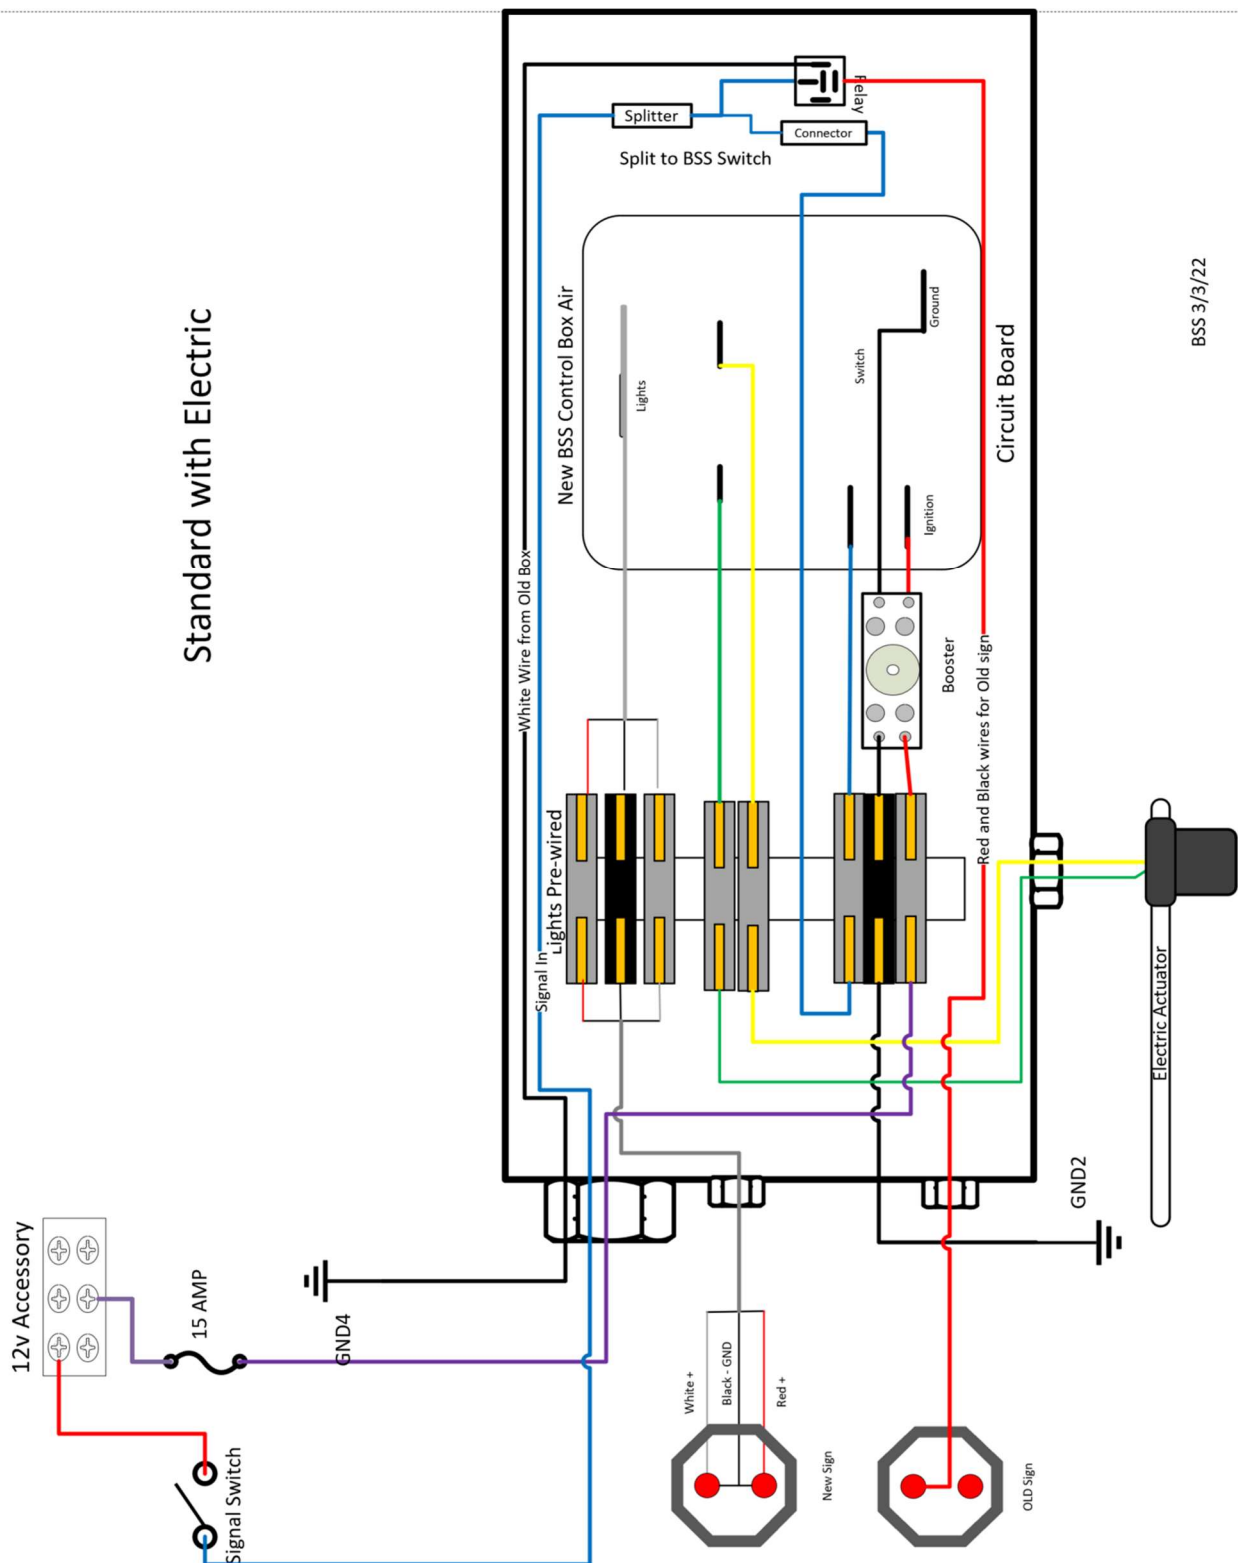 Standard with Electric
BSS 3/3/22
Relay
Splitter
Connector
Split to BSS Switch
New BSS Control Box Air
Lights
Ground
Switch
Circuit Board
Ignition
White Wire from Old Box
Booster
Red and Black wires for Old sign
Lights Pre-wired
Signal In
Electric Actuator
GND2
12v Accessory
15 AMP
GND4
White +
Black - GND
Red +
Signal Switch
New Sign
OLD Sign